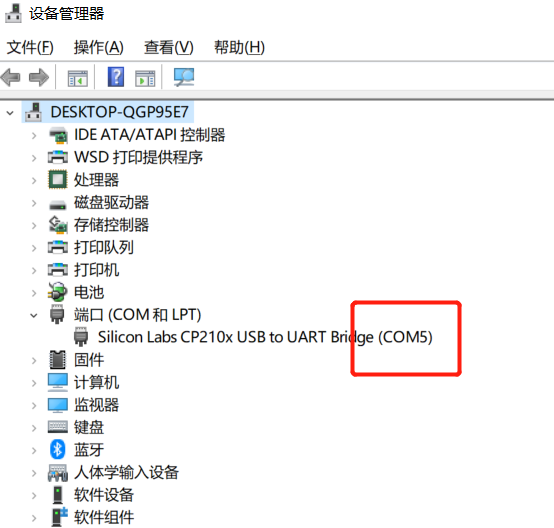 设备管理器
文件(F) 操作(A) 查看(V) 帮助(H)
DESKTOP-QGP95E7
IDE ATA/ATAPI 控制器
WSD 打印提供程序
处理器
磁盘驱动器
存储控制器
打印队列
打印机
电池
端口 (COM 和 LPT)
Silicon Labs CP210x USB to UART Bridge (COM5)
固件
计算机
监视器
键盘
蓝牙
人体学输入设备
软件设备
软件组件